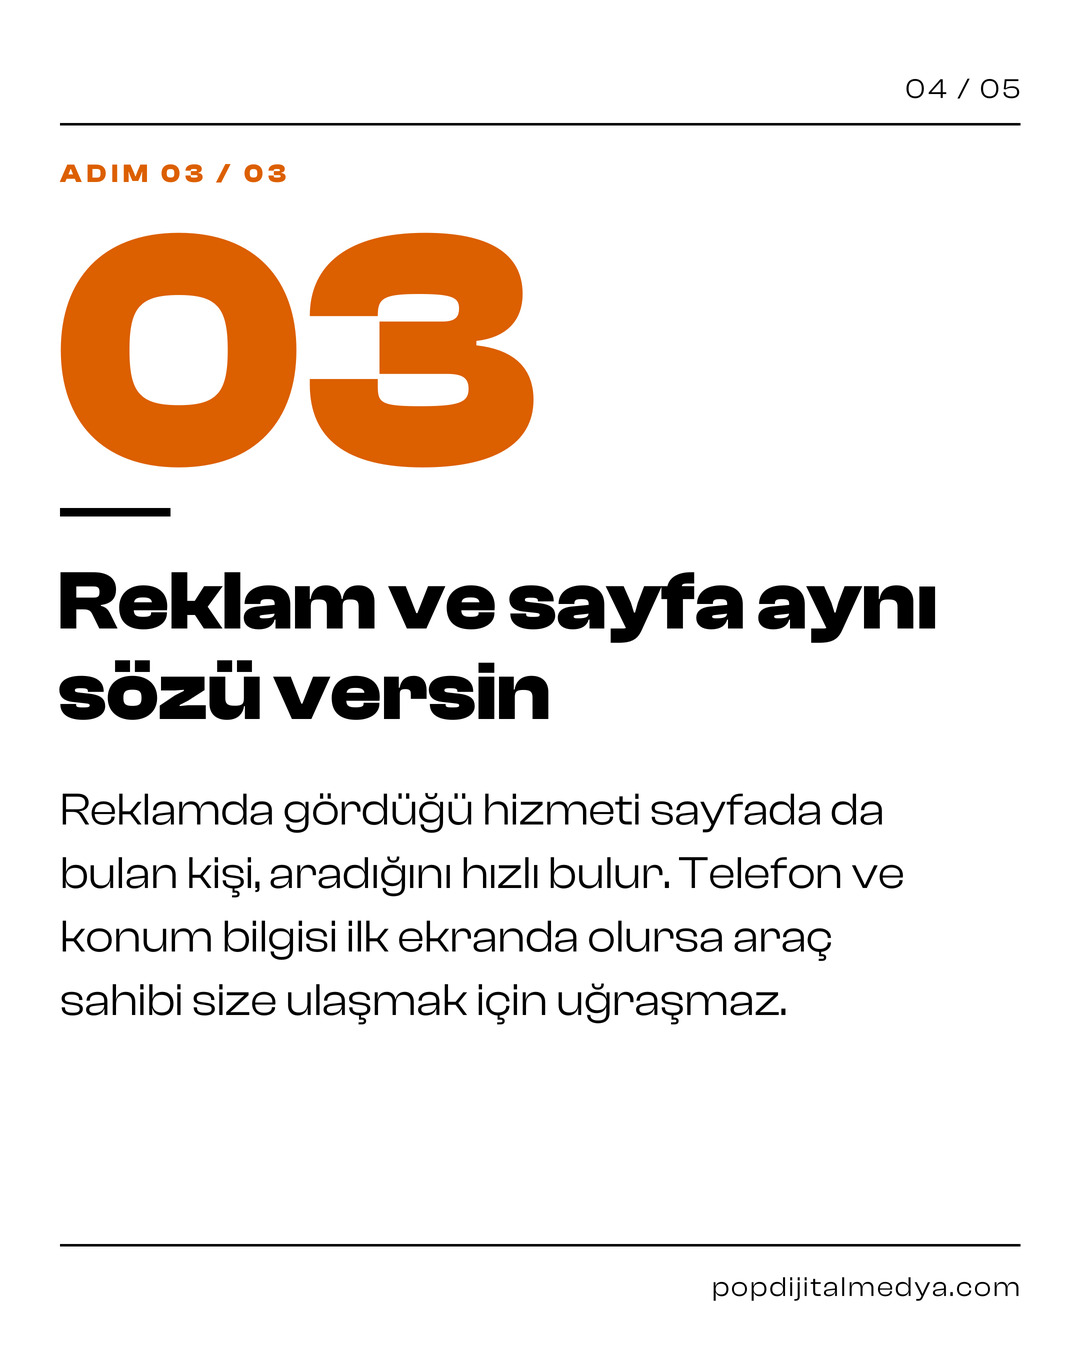 04 / 05
ADIM 03 / 03
03
Reklam ve sayfa aynı
sözü versin
Reklamda gördüğü hizmeti sayfada da
bulan kişi, aradığını hızlı bulur. Telefon ve
konum bilgisi ilk ekranda olursa araç
sahibi size ulaşmak için uğraşmaz.
popdijitalmedya.com